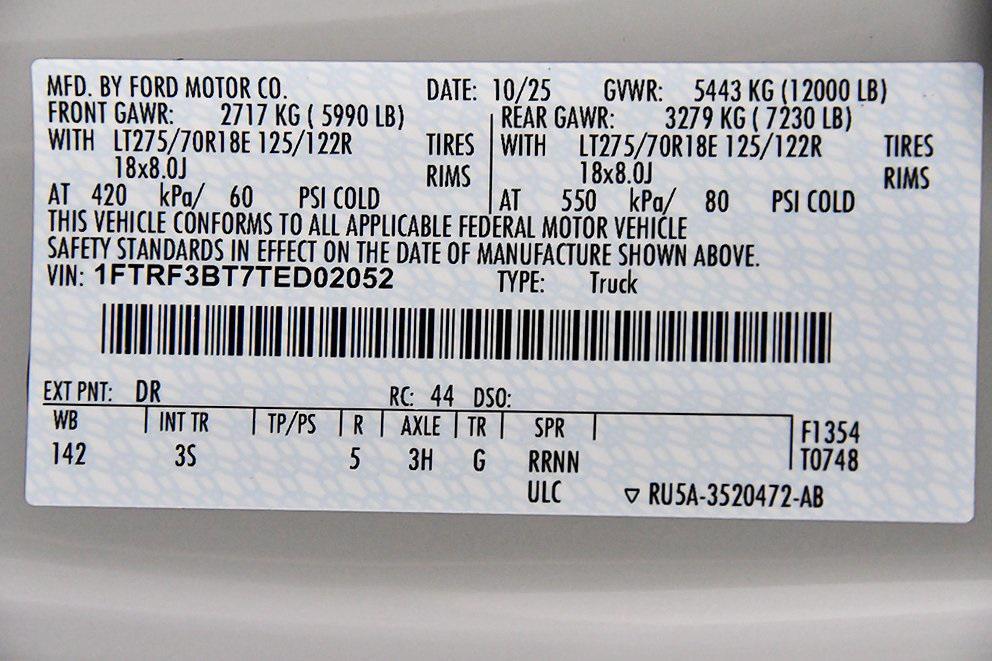 MFD. BY FORD MOTOR CO. DATE: 10/25 GVWR: 5443 KG (12000 LB)
FRONT GAWR: 2717 KG ( 5990 LB) REAR GAWR: 3279 KG ( 7230 LB)
WITH LT275/70R18E 125/122R TIRES WITH LT275/70R18E 125/122R TIRES
18x8.0J RIMS 18x8.0J RIMS
AT 420 kPa/ 60 PSI COLD AT 550 kPa/ 80 PSI COLD
THIS VEHICLE CONFORMS TO ALL APPLICABLE FEDERAL MOTOR VEHICLE
SAFETY STANDARDS IN EFFECT ON THE DATE OF MANUFACTURE SHOWN ABOVE.
VIN: 1FTRF3BT7TED02052 TYPE: Truck
EXT PNT: DR RC: 44 DSO:
WB INT TR TP/PS R AXLE TR SPR F1354
142 3S 5 3H G RRNN T0748
ULC ▽ RU5A-3520472-AB